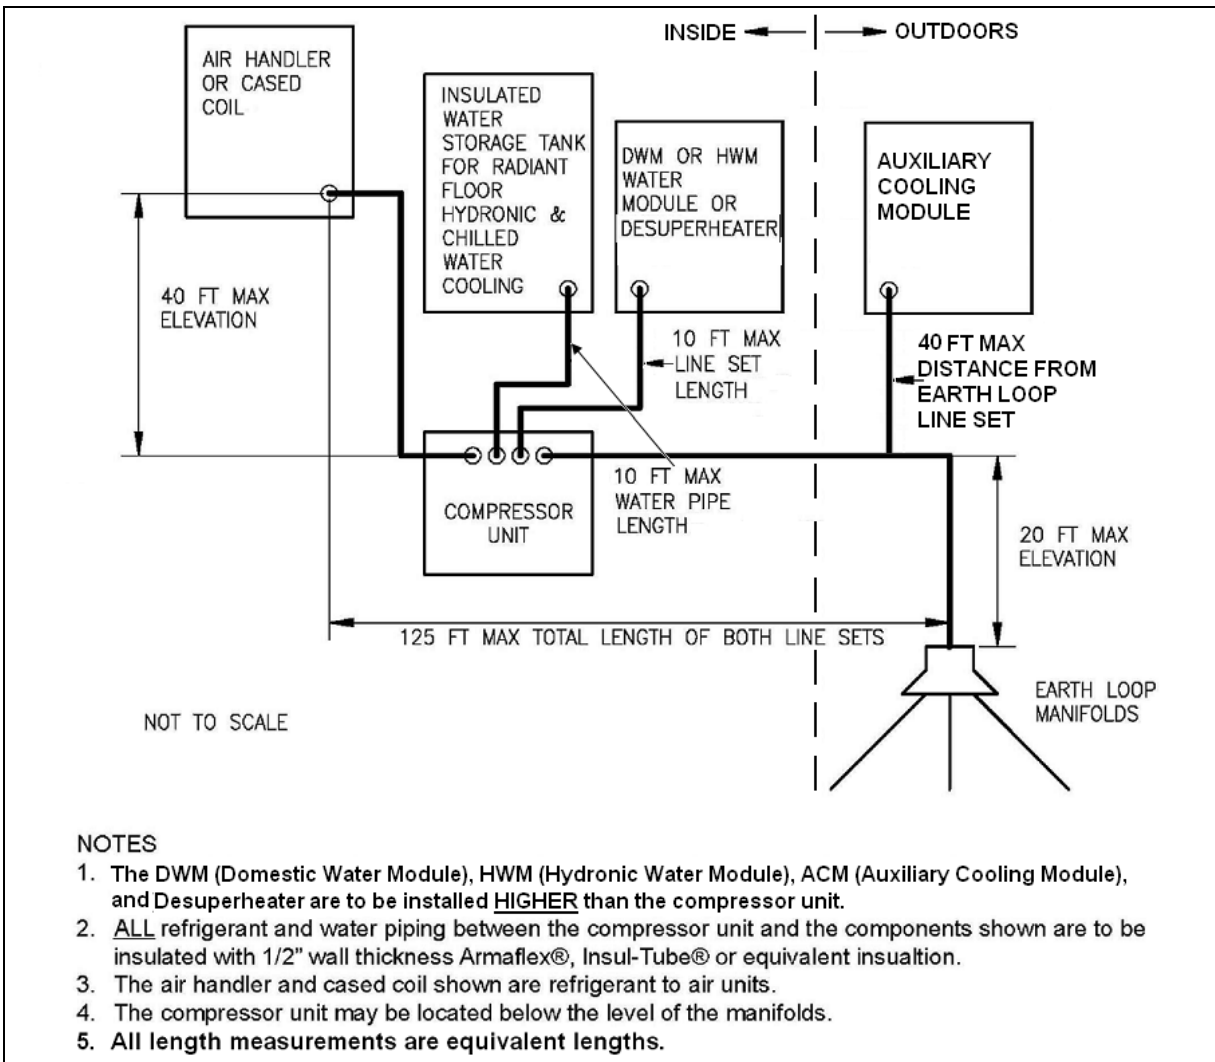 INSIDE
OUTDOORS
AIR HANDLER
OR CASED
COIL
INSULATED
WATER
STORAGE TANK
FOR RADIANT
FLOOR
HYDRONIC &
CHILLED
WATER
COOLING
DWM OR HWM
WATER
MODULE OR
DESUPERHEATER
AUXILIARY
COOLING
MODULE
40 FT MAX
ELEVATION
10 FT MAX
LINE SET
LENGTH
40 FT MAX
DISTANCE FROM
EARTH LOOP
LINE SET
COMPRESSOR
UNIT
10 FT MAX
WATER PIPE
LENGTH
20 FT MAX
ELEVATION
125 FT MAX TOTAL LENGTH OF BOTH LINE SETS
EARTH LOOP
MANIFOLDS
NOT TO SCALE
NOTES
1. The DWM (Domestic Water Module), HWM (Hydronic Water Module), ACM (Auxiliary Cooling Module),
and Desuperheater are to be installed HIGHER than the compressor unit.
2. ALL refrigerant and water piping between the compressor unit and the components shown are to be
insulated with 1/2" wall thickness Armaflex®, Insul-Tube® or equivalent insualtion.
3. The air handler and cased coil shown are refrigerant to air units.
4. The compressor unit may be located below the level of the manifolds.
5. All length measurements are equivalent lengths.